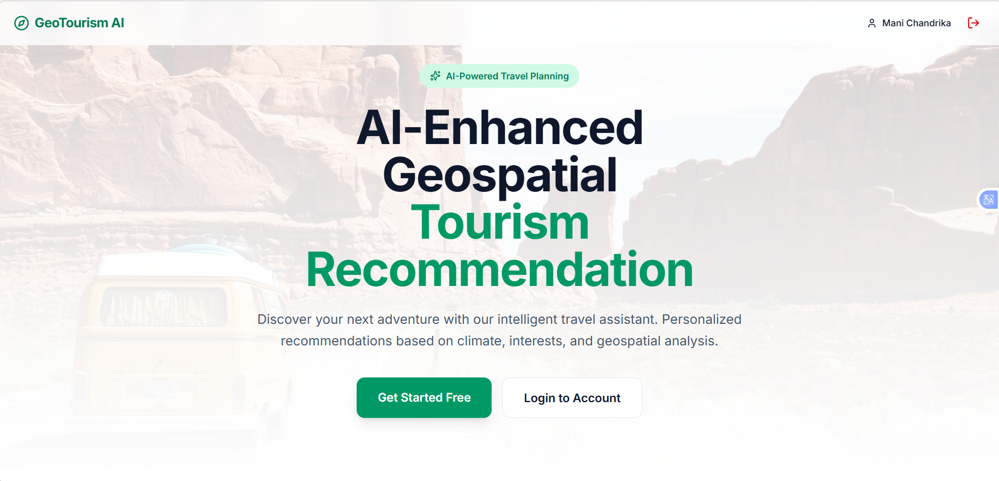 GeoTourism AI
Mani Chandrika
AI-Powered Travel Planning
AI-Enhanced
Geospatial
Tourism
Recommendation
Discover your next adventure with our intelligent travel assistant. Personalized
recommendations based on climate, interests, and geospatial analysis.
Get Started Free
Login to Account